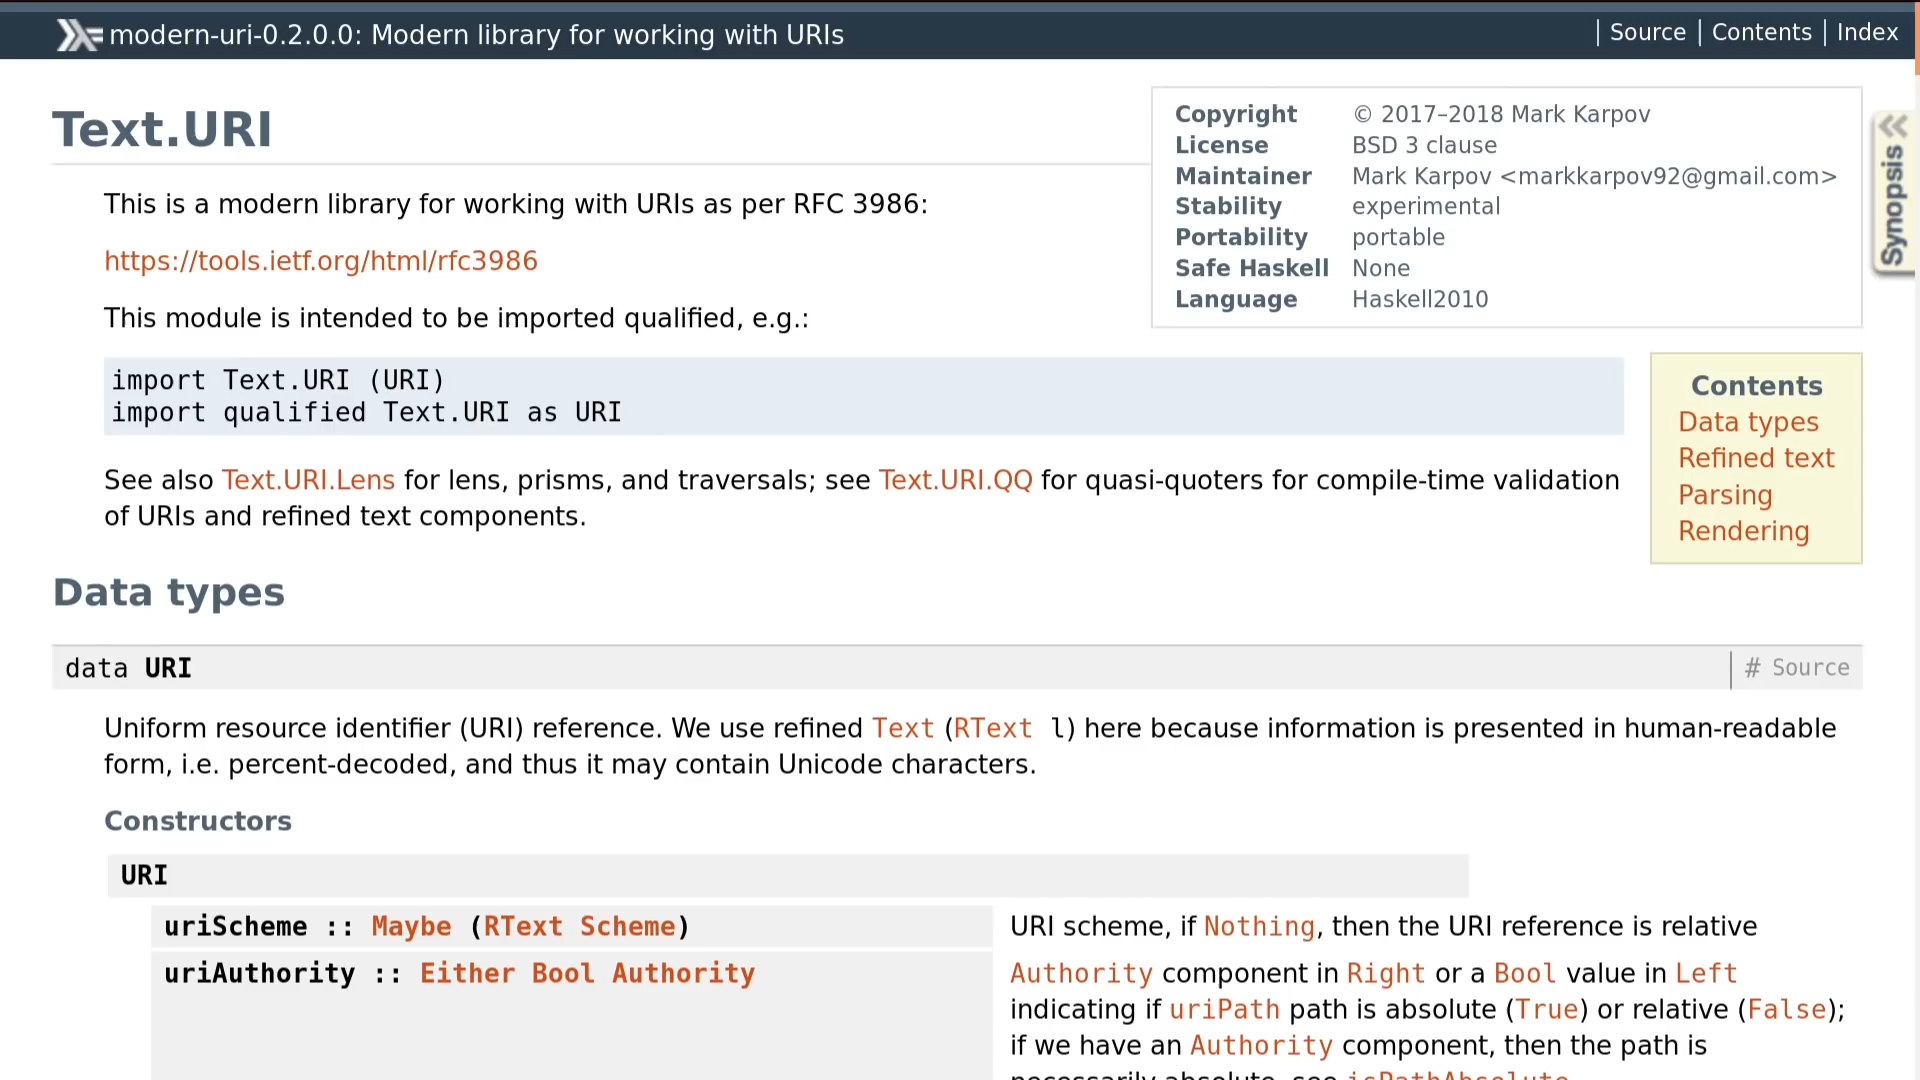 modern-uri-0.2.0.0: Modern library for working with URIs
Source
Contents
Index
Text.URI
Copyright © 2017–2018 Mark Karpov
License BSD 3 clause
Maintainer Mark Karpov <markkarpov92@gmail.com>
Stability experimental
Portability portable
Safe Haskell None
Language Haskell2010
Synopsis
This is a modern library for working with URIs as per RFC 3986:
https://tools.ietf.org/html/rfc3986
This module is intended to be imported qualified, e.g.:
import Text.URI (URI)
import qualified Text.URI as URI
Contents
Data types
Refined text
Parsing
Rendering
See also Text.URI.Lens for lens, prisms, and traversals; see Text.URI.QQ for quasi-quoters for compile-time validation
of URIs and refined text components.
Data types
data URI
# Source
Uniform resource identifier (URI) reference. We use refined Text (RText l) here because information is presented in human-readable
form, i.e. percent-decoded, and thus it may contain Unicode characters.
Constructors
URI
uriScheme :: Maybe (RText Scheme)
URI scheme, if Nothing, then the URI reference is relative
uriAuthority :: Either Bool Authority
Authority component in Right or a Bool value in Left
indicating if uriPath path is absolute (True) or relative (False);
if we have an Authority component, then the path is
necessarily absolute, see isPathAbsolute